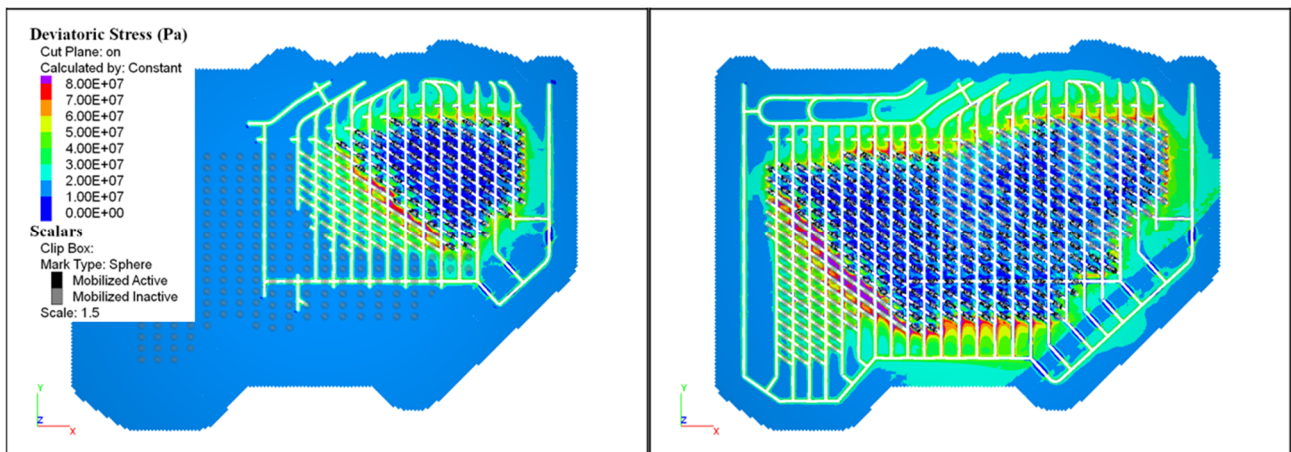 Deviatoric Stress (Pa)
Cut Plane: on
Calculated by: Constant
8.00E+07
7.00E+07
6.00E+07
5.00E+07
4.00E+07
3.00E+07
2.00E+07
1.00E+07
0.00E+00
Scalars
Clip Box:
Mark Type: Sphere
Mobilized Active
Mobilized Inactive
Scale: 1.5
Y
Z
X
Y
Z
X